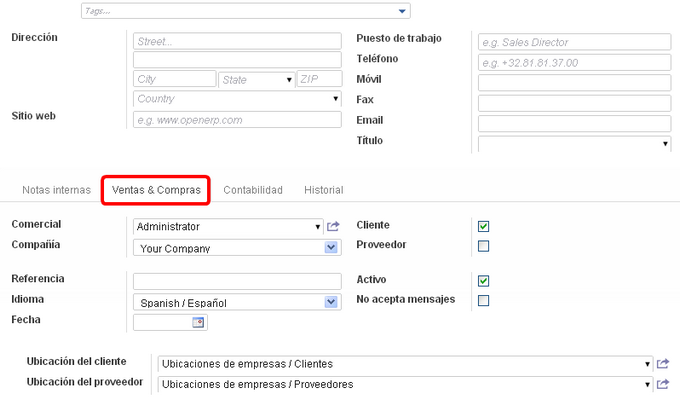 Tags...
Dirección Street... Puesto de trabajo e.g. Sales Director
Teléfono e.g. +32.81.81.37.00
City State ZIP Móvil
Country Fax
Sitio web e.g. www.openerp.com Email
Título
Notas internas Ventas & Compras Contabilidad Historial
Comercial Administrator Cliente
Compañía Your Company Proveedor
Referencia Activo
Idioma Spanish / Español No acepta mensajes
Fecha
Ubicación del cliente Ubicaciones de empresas / Clientes
Ubicación del proveedor Ubicaciones de empresas / Proveedores